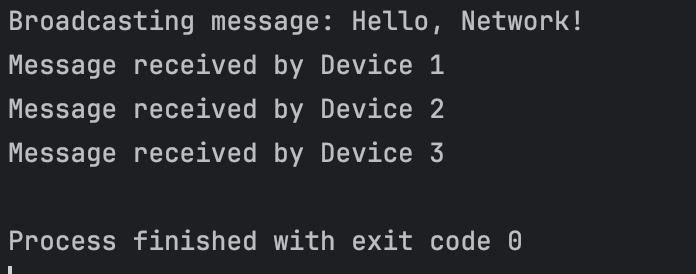 Broadcasting message: Hello, Network!
Message received by Device 1
Message received by Device 2
Message received by Device 3
Process finished with exit code 0